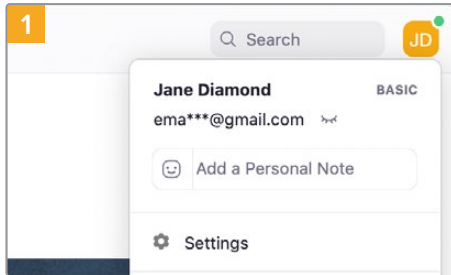 1
Search
JD
Jane Diamond BASIC
ema***@gmail.com
Add a Personal Note
Settings